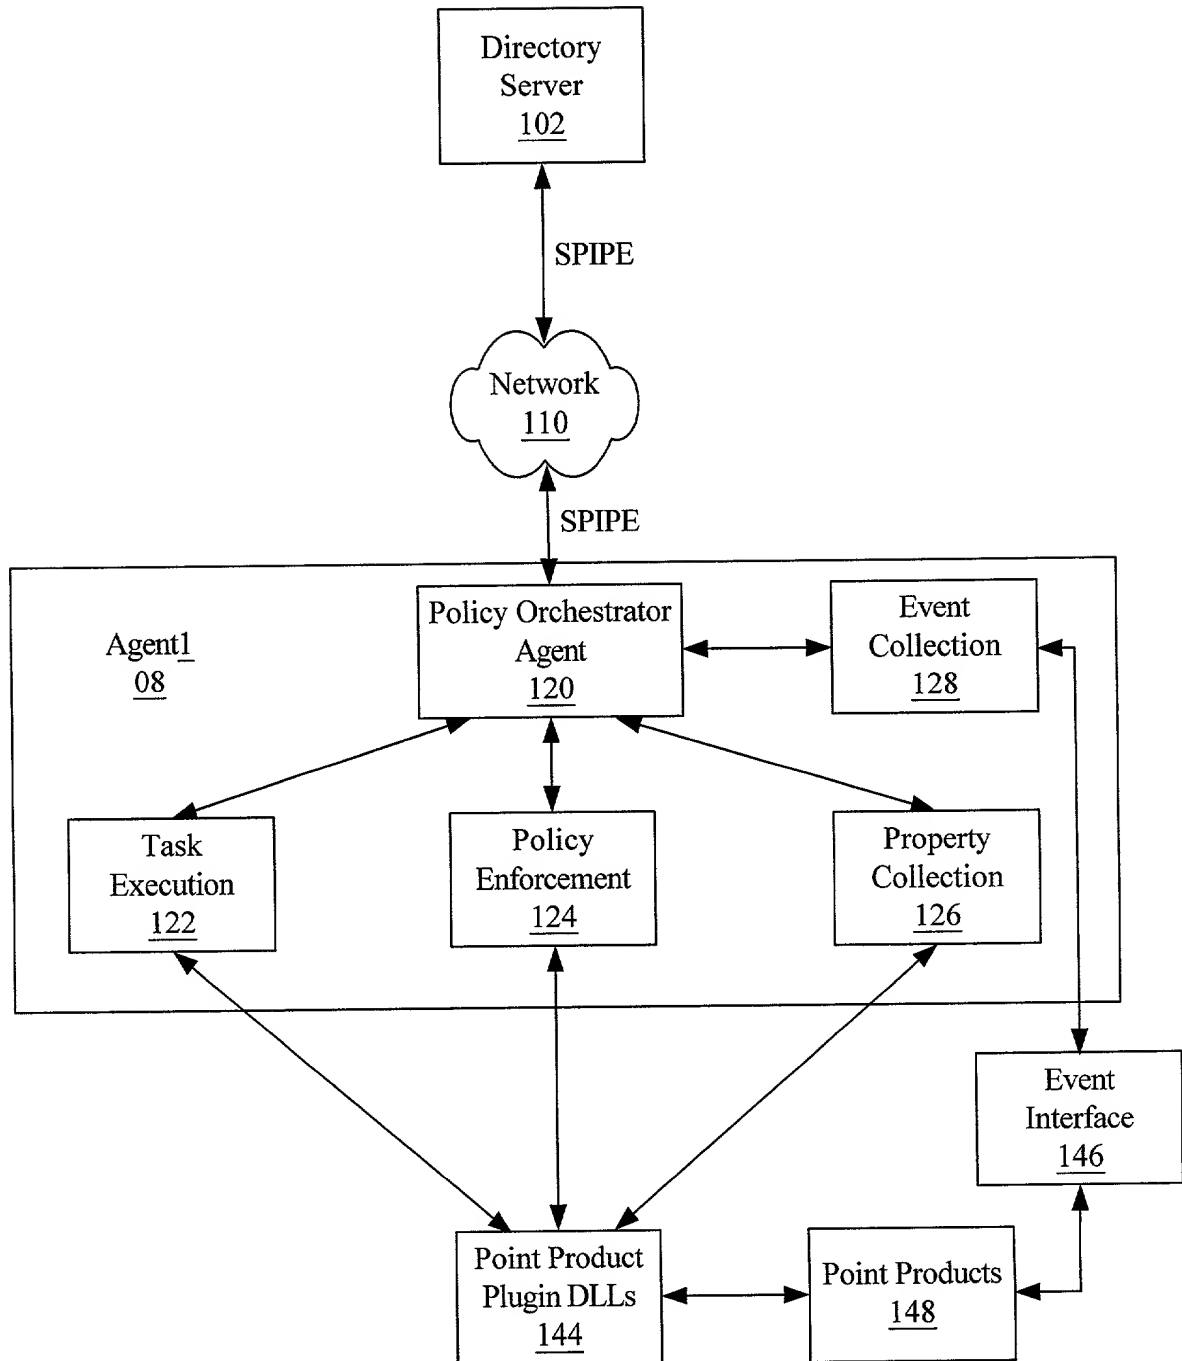 Directory
Server
102
SPIPE
Network
110
SPIPE
Agent1
08
Policy Orchestrator
Agent
120
Event
Collection
128
Task
Execution
122
Policy
Enforcement
124
Property
Collection
126
Event
Interface
146
Point Product
Plugin DLLs
144
Point Products
148